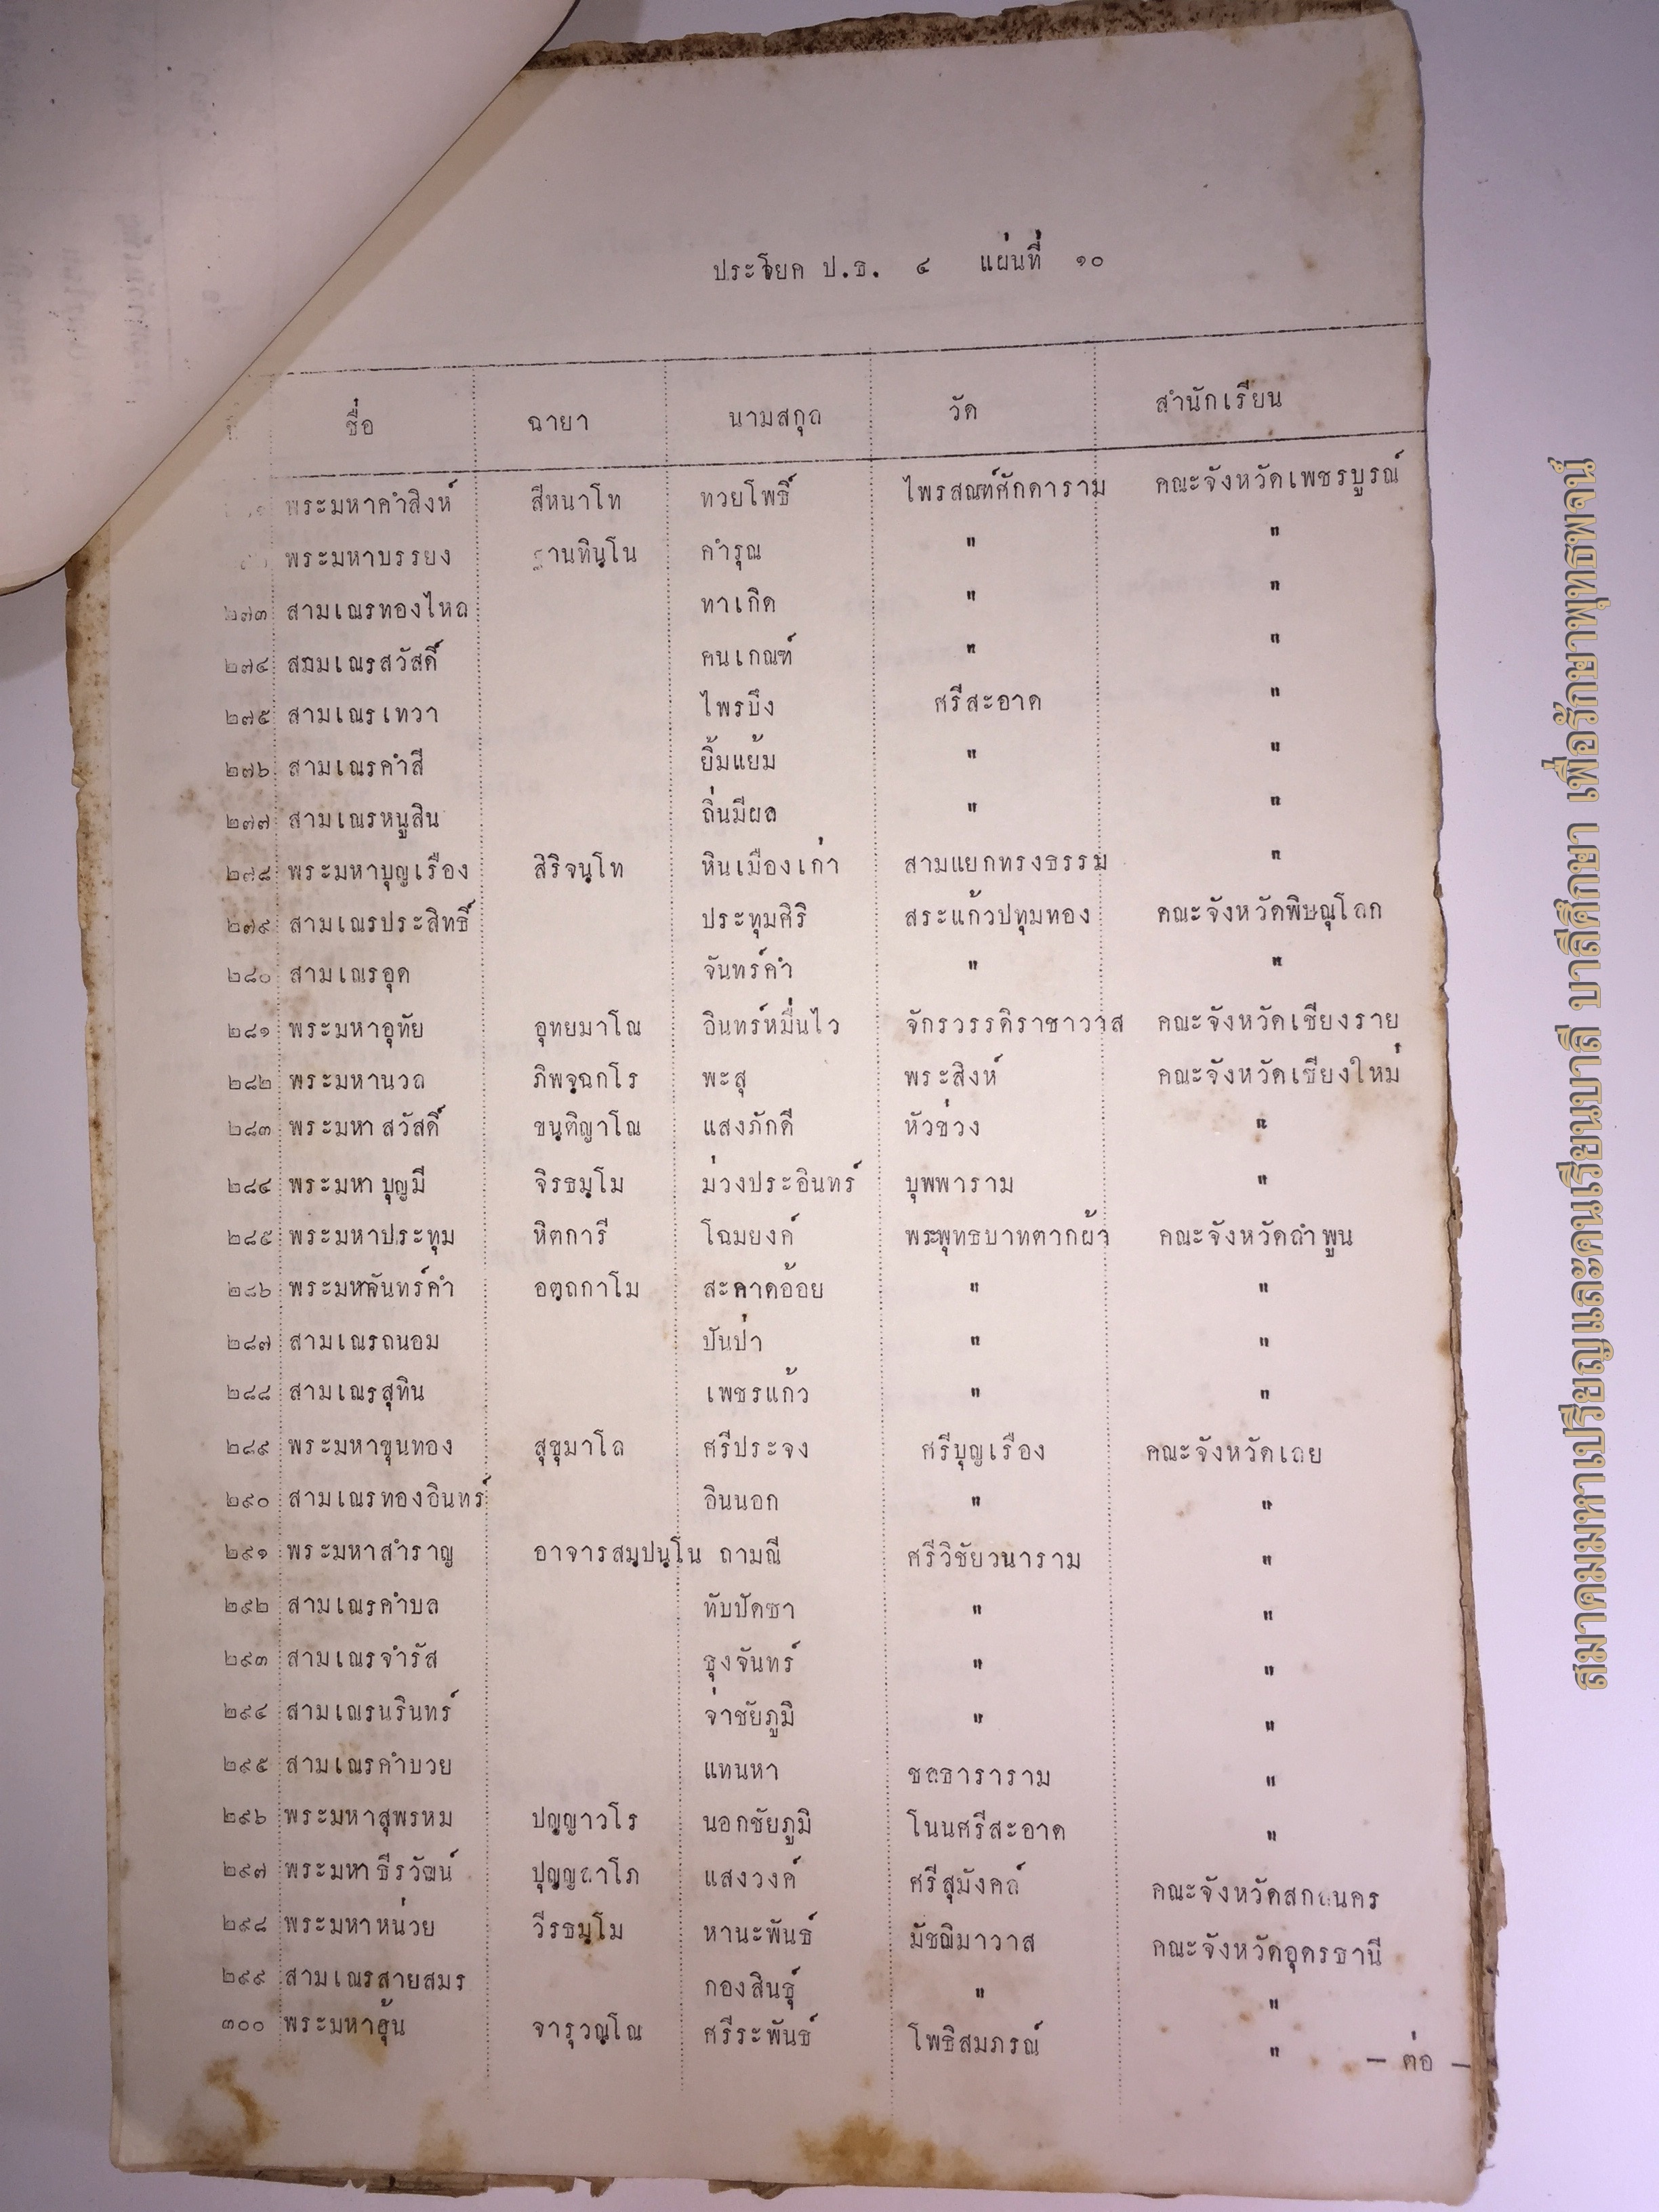 ประโยค ป.ธ. ๔ แผ่นที่ ๑๐
ชื่อ ฉายา นามสกุล วัด สำนักเรียน
พระมหาคำสิงห์ สีหนาโท ทวยโพธิ์ ไพรสณฑ์ศักดาราม คณะจังหวัดเพชรบูรณ์
พระมหาบรรยง ฐานทินฺโน คำรุณ " "
๒๗๓ สามเณรทองไหล ทาเกิด " "
๒๗๔ สามเณรสวัสดิ์ คนเกณฑ์ " "
๒๗๕ สามเณรเทวา ไพรบึง ศรีสะอาด "
๒๗๖ สามเณรคำสี ยิ้มแย้ม " "
๒๗๗ สามเณรหนูสิน ถิ่นมีผล " "
๒๗๘ พระมหาบุญเรือง สิริจนฺโท หินเมืองเก่า สามแยกทรงธรรม "
๒๗๙ สามเณรประสิทธิ์ ประทุมศิริ สระแก้วปทุมทอง คณะจังหวัดพิษณุโลก
๒๘๐ สามเณรอุด จันทร์คำ " "
๒๘๑ พระมหาอุทัย อุทยมาโณ อินทร์หมื่นไว จักรวรรดิราชาวาส คณะจังหวัดเชียงราย
๒๘๒ พระมหานวล ภิพจฺฉกโร พะสุ พระสิงห์ คณะจังหวัดเชียงใหม่
๒๘๓ พระมหาสวัสดิ์ ขนฺติญาโณ แสงภักดี หัวข่วง "
๒๘๔ พระมหาบุญมี จิรธมฺโม ม่วงประอินทร์ บุพพาราม "
๒๘๕ พระมหาประทุม หิตการี โฉมยงค์ พระพุทธบาทตากผ้า คณะจังหวัดลำพูน
๒๘๖ พระมหาจันทร์คำ อตฺถกาโม สะคาดอ้อย " "
๒๘๗ สามเณรถนอม ปันป่า " "
๒๘๘ สามเณรสุทิน เพชรแก้ว " "
๒๘๙ พระมหาขุนทอง สุขุมาโล ศรีประจง ศรีบุญเรือง คณะจังหวัดเลย
๒๙๐ สามเณรทองอินทร์ อินนอก " "
๒๙๑ พระมหาสำราญ อาจารสมฺปนฺโน ถามณี ศรีวิชัยวนาราม "
๒๙๒ สามเณรคำบล ทับปัดซา " "
๒๙๓ สามเณรจำรัส ธุงจันทร์ " "
๒๙๔ สามเณรนรินทร์ จ่าชัยภูมิ " "
๒๙๕ สามเณรคำบวย แทนหา ชลธาราราม "
๒๙๖ พระมหาสุพรหม ปญฺญาวโร นอกชัยภูมิ โนนศรีสะอาด "
๒๙๗ พระมหาธีรวัฒน์ ปุญฺญลาโภ แสงวงค์ ศรีสุมังคล์ คณะจังหวัดสกลนคร
๒๙๘ พระมหาหน่วย วีรธมฺโม หานะพันธ์ มัชฌิมาวาส คณะจังหวัดอุดรธานี
๒๙๙ สามเณรสายสมร กองสินธุ์ " "
๓๐๐ พระมหาอุ้น จารุวณฺโณ ศรีระพันธ์ โพธิสมภรณ์ "
— ต่อ —
สมาคมมหาเปรียญและคนเรียนบาลี บาลีศึกษา เพื่อรักษาพุทธพจน์